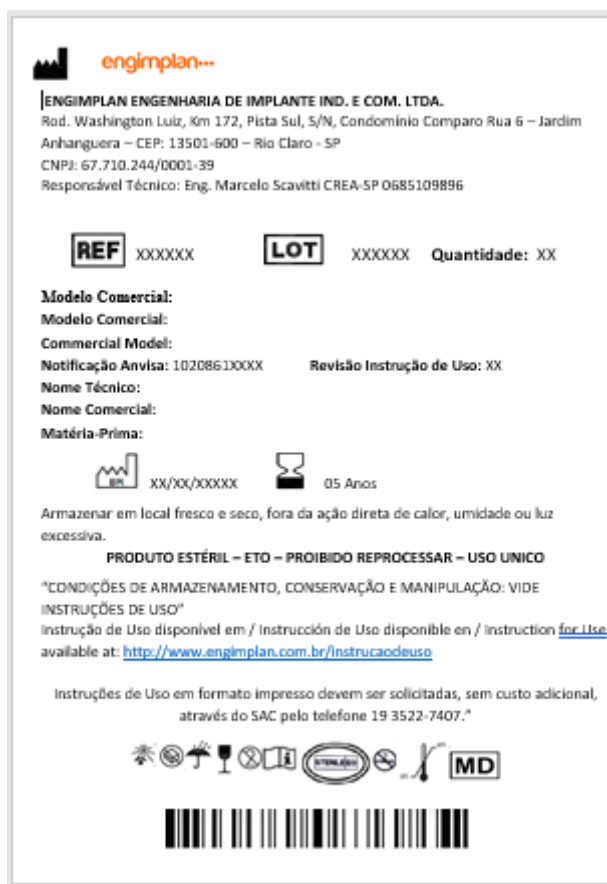 engimplan
ENGIMPLAN ENGENHARIA DE IMPLANTE IND. E COM. LTDA.
Rod. Washington Luiz, Km 172, Pista Sul, S/N, Condomínio Comparo Rua 6 – Jardim
Anhanguera – CEP: 13501-600 – Rio Claro - SP
CNPJ: 67.710.244/0001-39
Responsável Técnico: Eng. Marcelo Scavitti CREA-SP 0685109896
REF XXXXXX LOT XXXXXX Quantidade: XX
Modelo Comercial:
Modelo Comercial:
Commercial Model:
Notificação Anvisa: 1020861XXXX Revisão Instrução de Uso: XX
Nome Técnico:
Nome Comercial:
Matéria-Prima:
BR XX/XX/XXXXX 05 Anos
Armazenar em local fresco e seco, fora da ação direta de calor, umidade ou luz
excessiva.
PRODUTO ESTÉRIL – ETO – PROIBIDO REPROCESSAR – USO UNICO
"CONDIÇÕES DE ARMAZENAMENTO, CONSERVAÇÃO E MANIPULAÇÃO: VIDE
INSTRUÇÕES DE USO"
Instrução de Uso disponível em / Instrucción de Uso disponible en / Instruction for Use
available at: http://www.engimplan.com.br/instrucaodeuso
Instruções de Uso em formato impresso devem ser solicitadas, sem custo adicional,
através do SAC pelo telefone 19 3522-7407."
MD